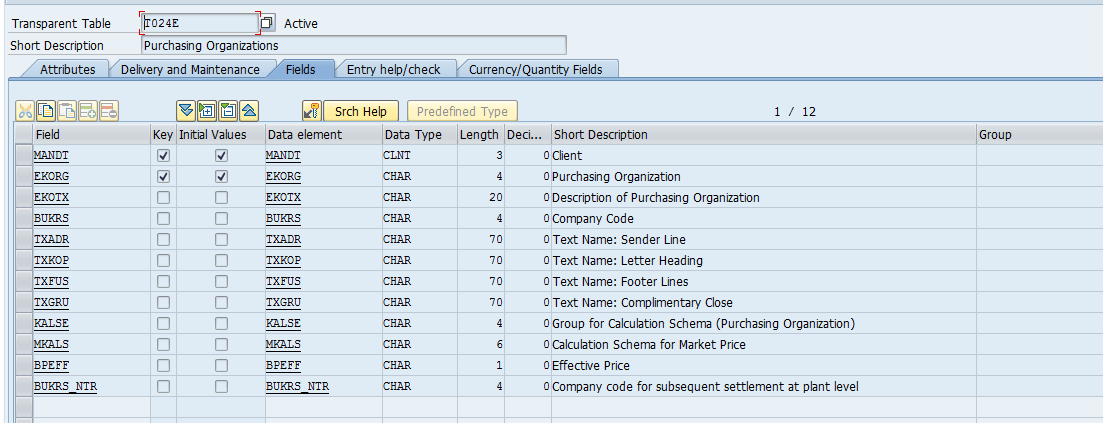 Transparent Table T024E Active
Short Description Purchasing Organizations
Attributes Delivery and Maintenance Fields Entry help/check Currency/Quantity Fields
Srch Help Predefined Type 1 / 12
Field Key Initial Values Data element Data Type Length Deci... Short Description Group
MANDT MANDT CLNT 3 0 Client
EKORG EKORG CHAR 4 0 Purchasing Organization
EKOTX EKOTX CHAR 20 0 Description of Purchasing Organization
BUKRS BUKRS CHAR 4 0 Company Code
TXADR TXADR CHAR 70 0 Text Name: Sender Line
TXKOP TXKOP CHAR 70 0 Text Name: Letter Heading
TXFUS TXFUS CHAR 70 0 Text Name: Footer Lines
TXGRU TXGRU CHAR 70 0 Text Name: Complimentary Close
KALSE KALSE CHAR 4 0 Group for Calculation Schema (Purchasing Organization)
MKALS MKALS CHAR 6 0 Calculation Schema for Market Price
BPEFF BPEFF CHAR 1 0 Effective Price
BUKRS_NTR BUKRS_NTR CHAR 4 0 Company code for subsequent settlement at plant level